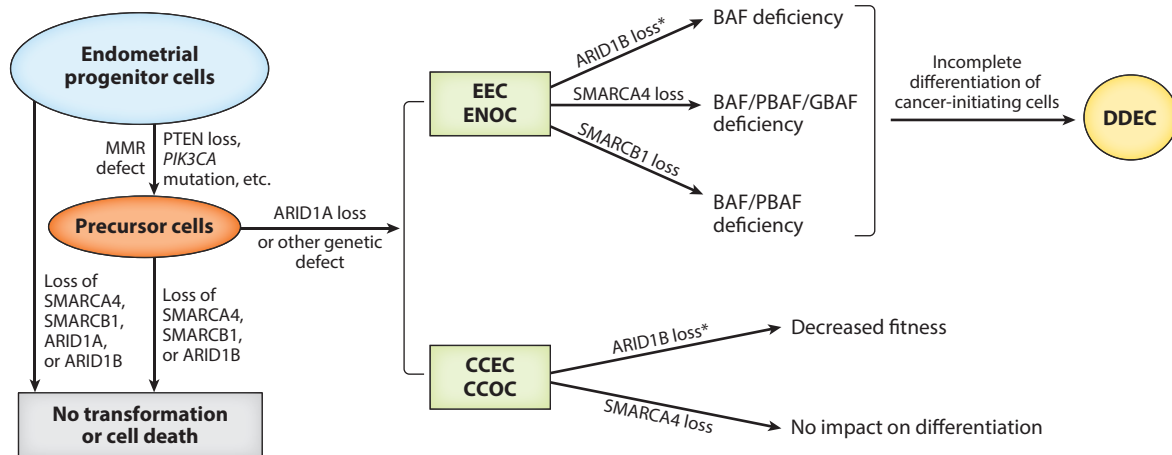 Endometrial
progenitor cells
MMR
defect
PTEN loss,
PIK3CA
mutation, etc.
Precursor cells
Loss of
SMARCA4,
SMARCB1,
ARID1A,
or ARID1B
Loss of
SMARCA4,
SMARCB1,
or ARID1B
No transformation
or cell death
ARID1A loss
or other genetic
defect
EEC
ENOC
ARID1B loss*
SMARCA4 loss
SMARCB1 loss
BAF deficiency
BAF/PBAF/GBAF
deficiency
BAF/PBAF
deficiency
Incomplete
differentiation of
cancer-initiating cells
DDEC
CCEC
CCOC
ARID1B loss*
SMARCA4 loss
Decreased fitness
No impact on differentiation